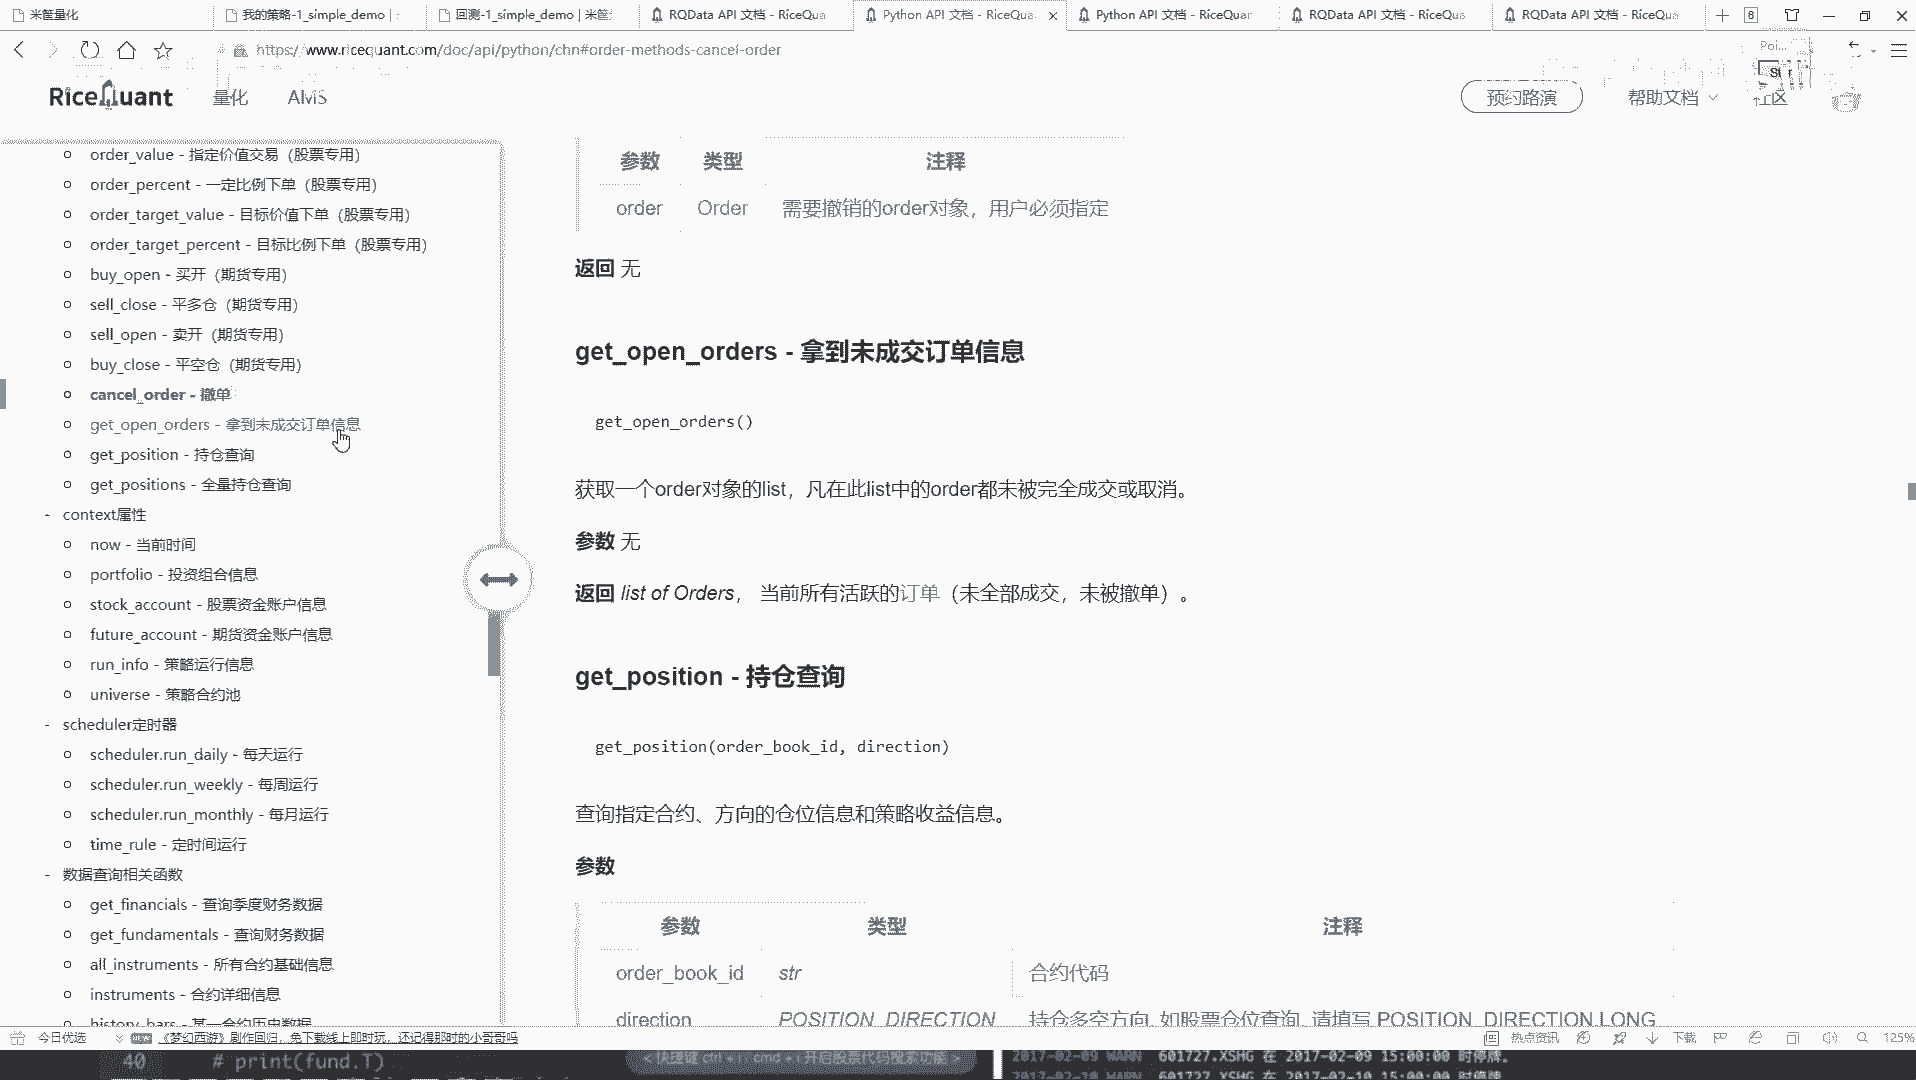 米筐量化
我的策略-1_simple_demo | :
回测-1_simple_demo | 米筐
RQData API 文档 - RiceQua
Python API 文档 - RiceQua
Python API 文档 - RiceQuar
RQData API 文档 - RiceQua
RQData API 文档 - RiceQua
8
https://www.ricequant.com/doc/api/python/chn#order-methods-cancel-order
Poi...
RiceQuant
量化
AMS
预约路演
帮助文档
order_value - 指定价值交易（股票专用）
order_percent - 一定比例下单（股票专用）
order_target_value - 目标价值下单（股票专用）
order_target_percent - 目标比例下单（股票专用）
buy_open - 买开（期货专用）
sell_close - 平多仓（期货专用）
sell_open - 卖开（期货专用）
buy_close - 平空仓（期货专用）
cancel_order - 撤单
get_open_orders - 拿到未成交订单信息
get_position - 持仓查询
get_positions - 全量持仓查询
- context属性
now - 当前时间
portfolio - 投资组合信息
stock_account - 股票资金账户信息
future_account - 期货资金账户信息
run_info - 策略运行信息
universe - 策略合约池
- scheduler定时器
scheduler.run_daily - 每天运行
scheduler.run_weekly - 每周运行
scheduler.run_monthly - 每月运行
time_rule - 定时间运行
- 数据查询相关函数
get_financials - 查询季度财务数据
get_fundamentals - 查询财务数据
all_instruments - 所有合约基础信息
instruments - 合约详细信息
history_bars - 某一合约历史数据
参数 类型 注释
order Order 需要撤销的order对象，用户必须指定
返回 无
get_open_orders - 拿到未成交订单信息
get_open_orders()
获取一个order对象的list，凡在此list中的order都未被完全成交或取消。
参数 无
返回 list of Orders， 当前所有活跃的订单（未全部成交，未被撤单）。
get_position - 持仓查询
get_position(order_book_id, direction)
查询指定合约、方向的仓位信息和策略收益信息。
参数
参数 类型 注释
order_book_id str 合约代码
direction POSITION_DIRECTION 持仓多空方向, 如股票仓位查询, 请填写 POSITION_DIRECTION.LONG
今日优选
《梦幻西游》剧作回归，免下载线上即时玩，还记得那时的小哥哥吗
热点资讯
下载
125%
40 # print(fund.T)
2017-02-09 WARN 601727.XSHG 在 2017-02-09 15:00:00 时停牌。
2017-02-10 WARN 601727.XSHG 在 2017-02-10 15:00:00 时停牌。